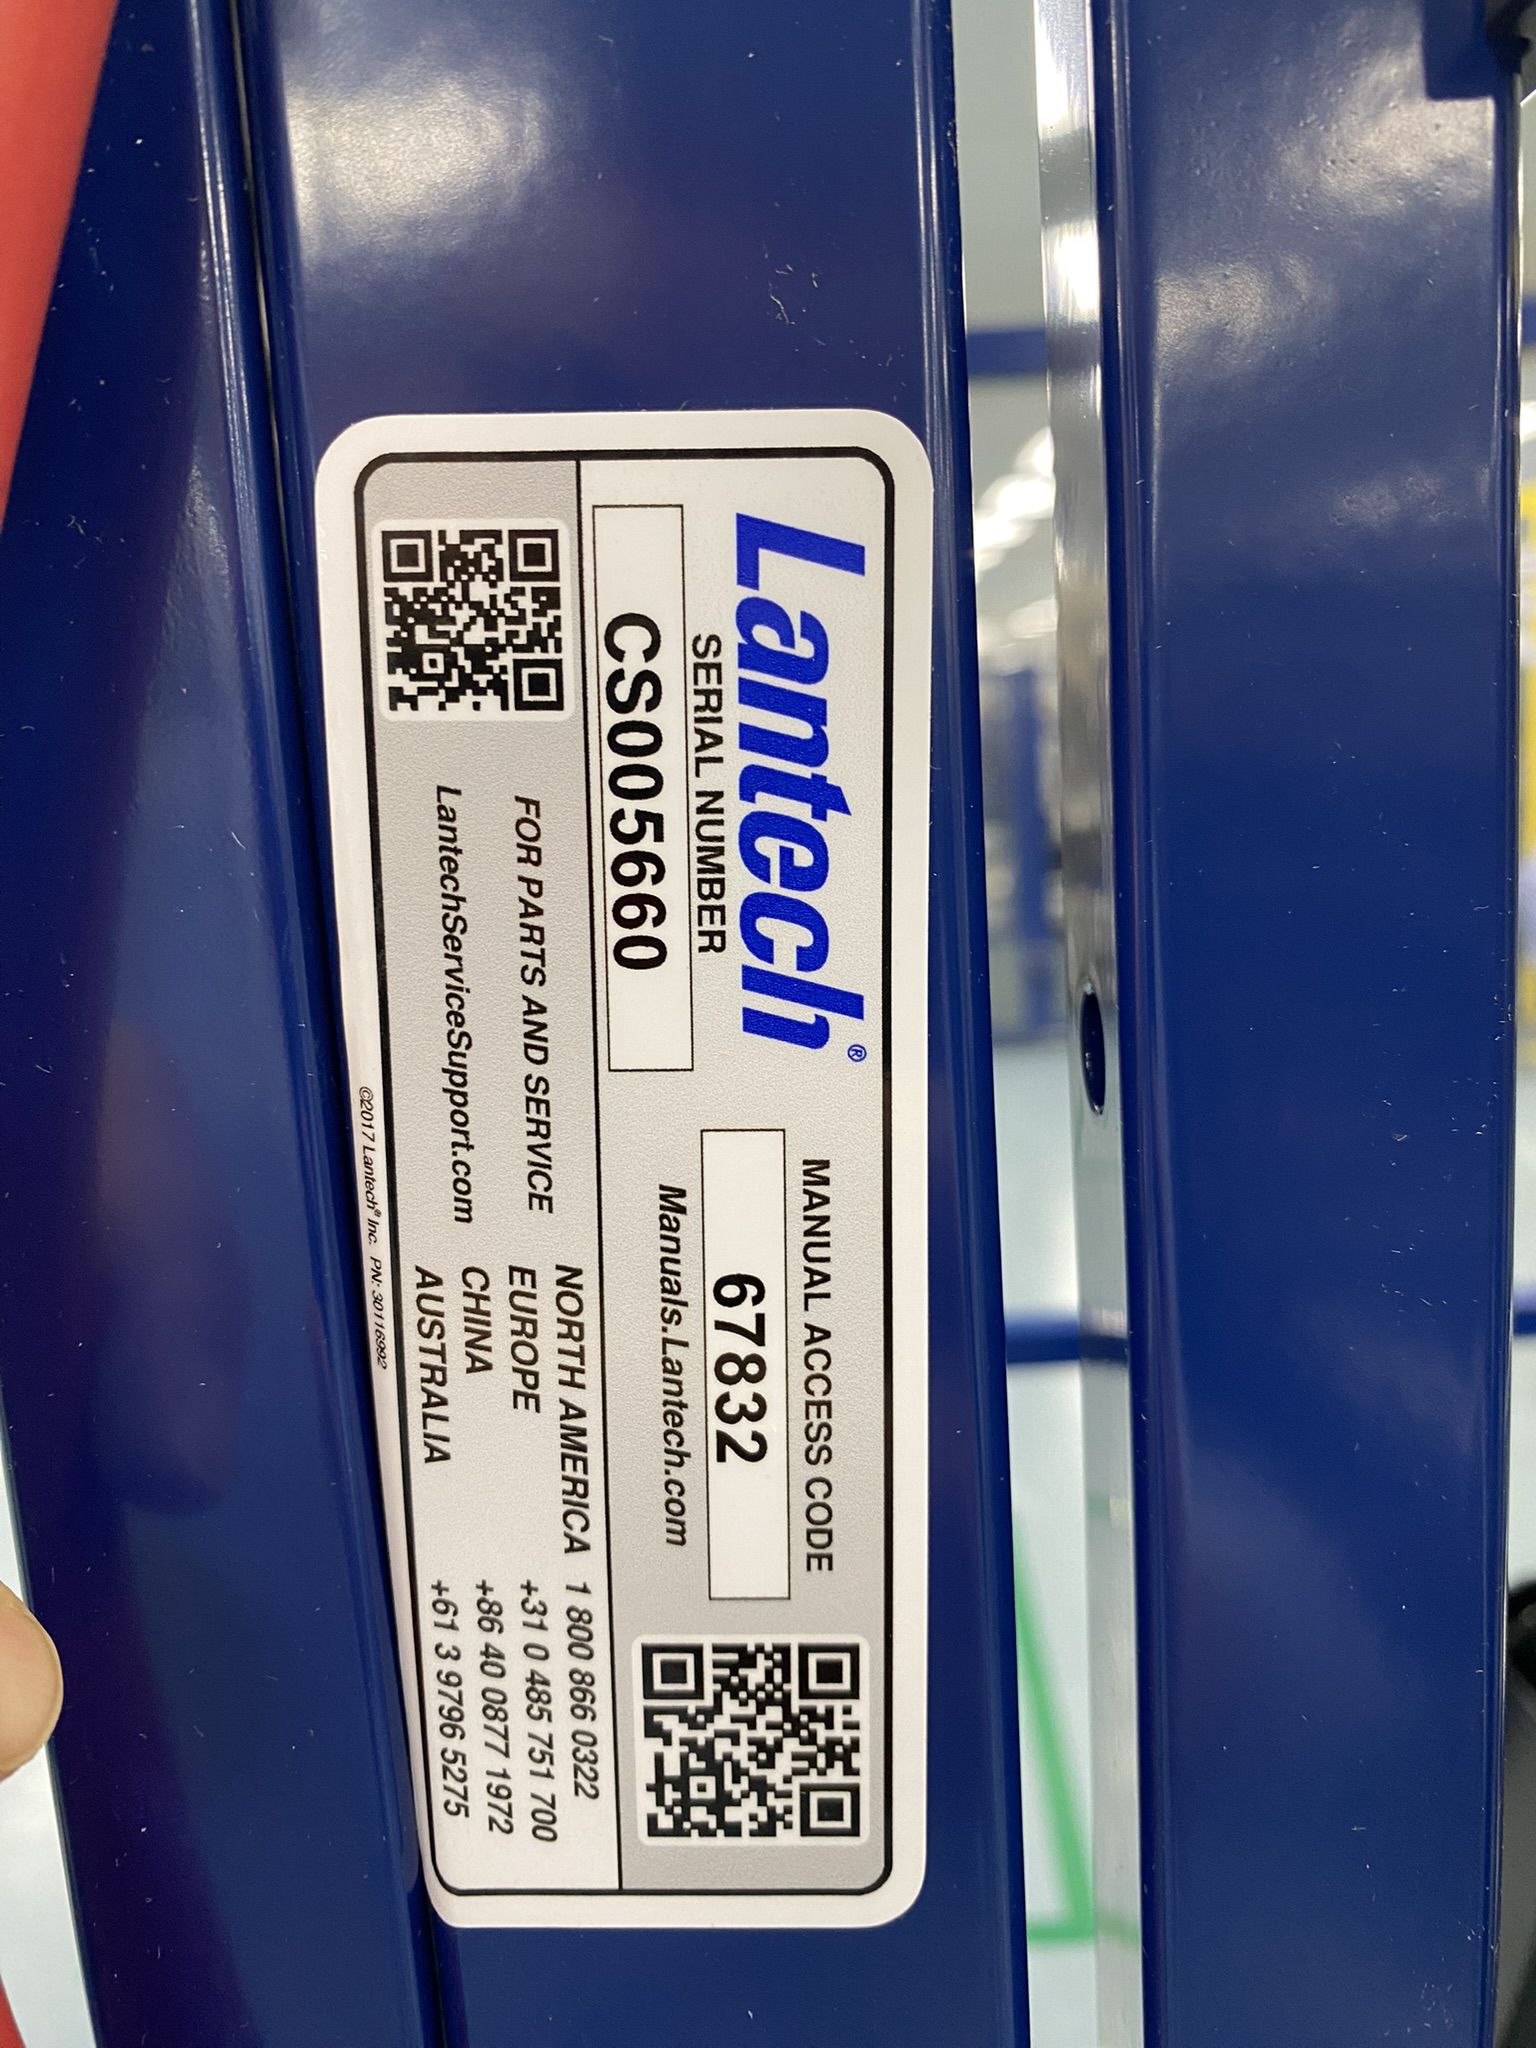 Lantech®
SERIAL NUMBER
CS005660
MANUAL ACCESS CODE
67832
Manuals.Lantech.com
FOR PARTS AND SERVICE
LantechServiceSupport.com
NORTH AMERICA 1 800 866 0322
EUROPE +31 0 485 751 700
CHINA +86 40 0877 1972
AUSTRALIA +61 3 9796 5275
©2017 Lantech® Inc. PN: 30116992